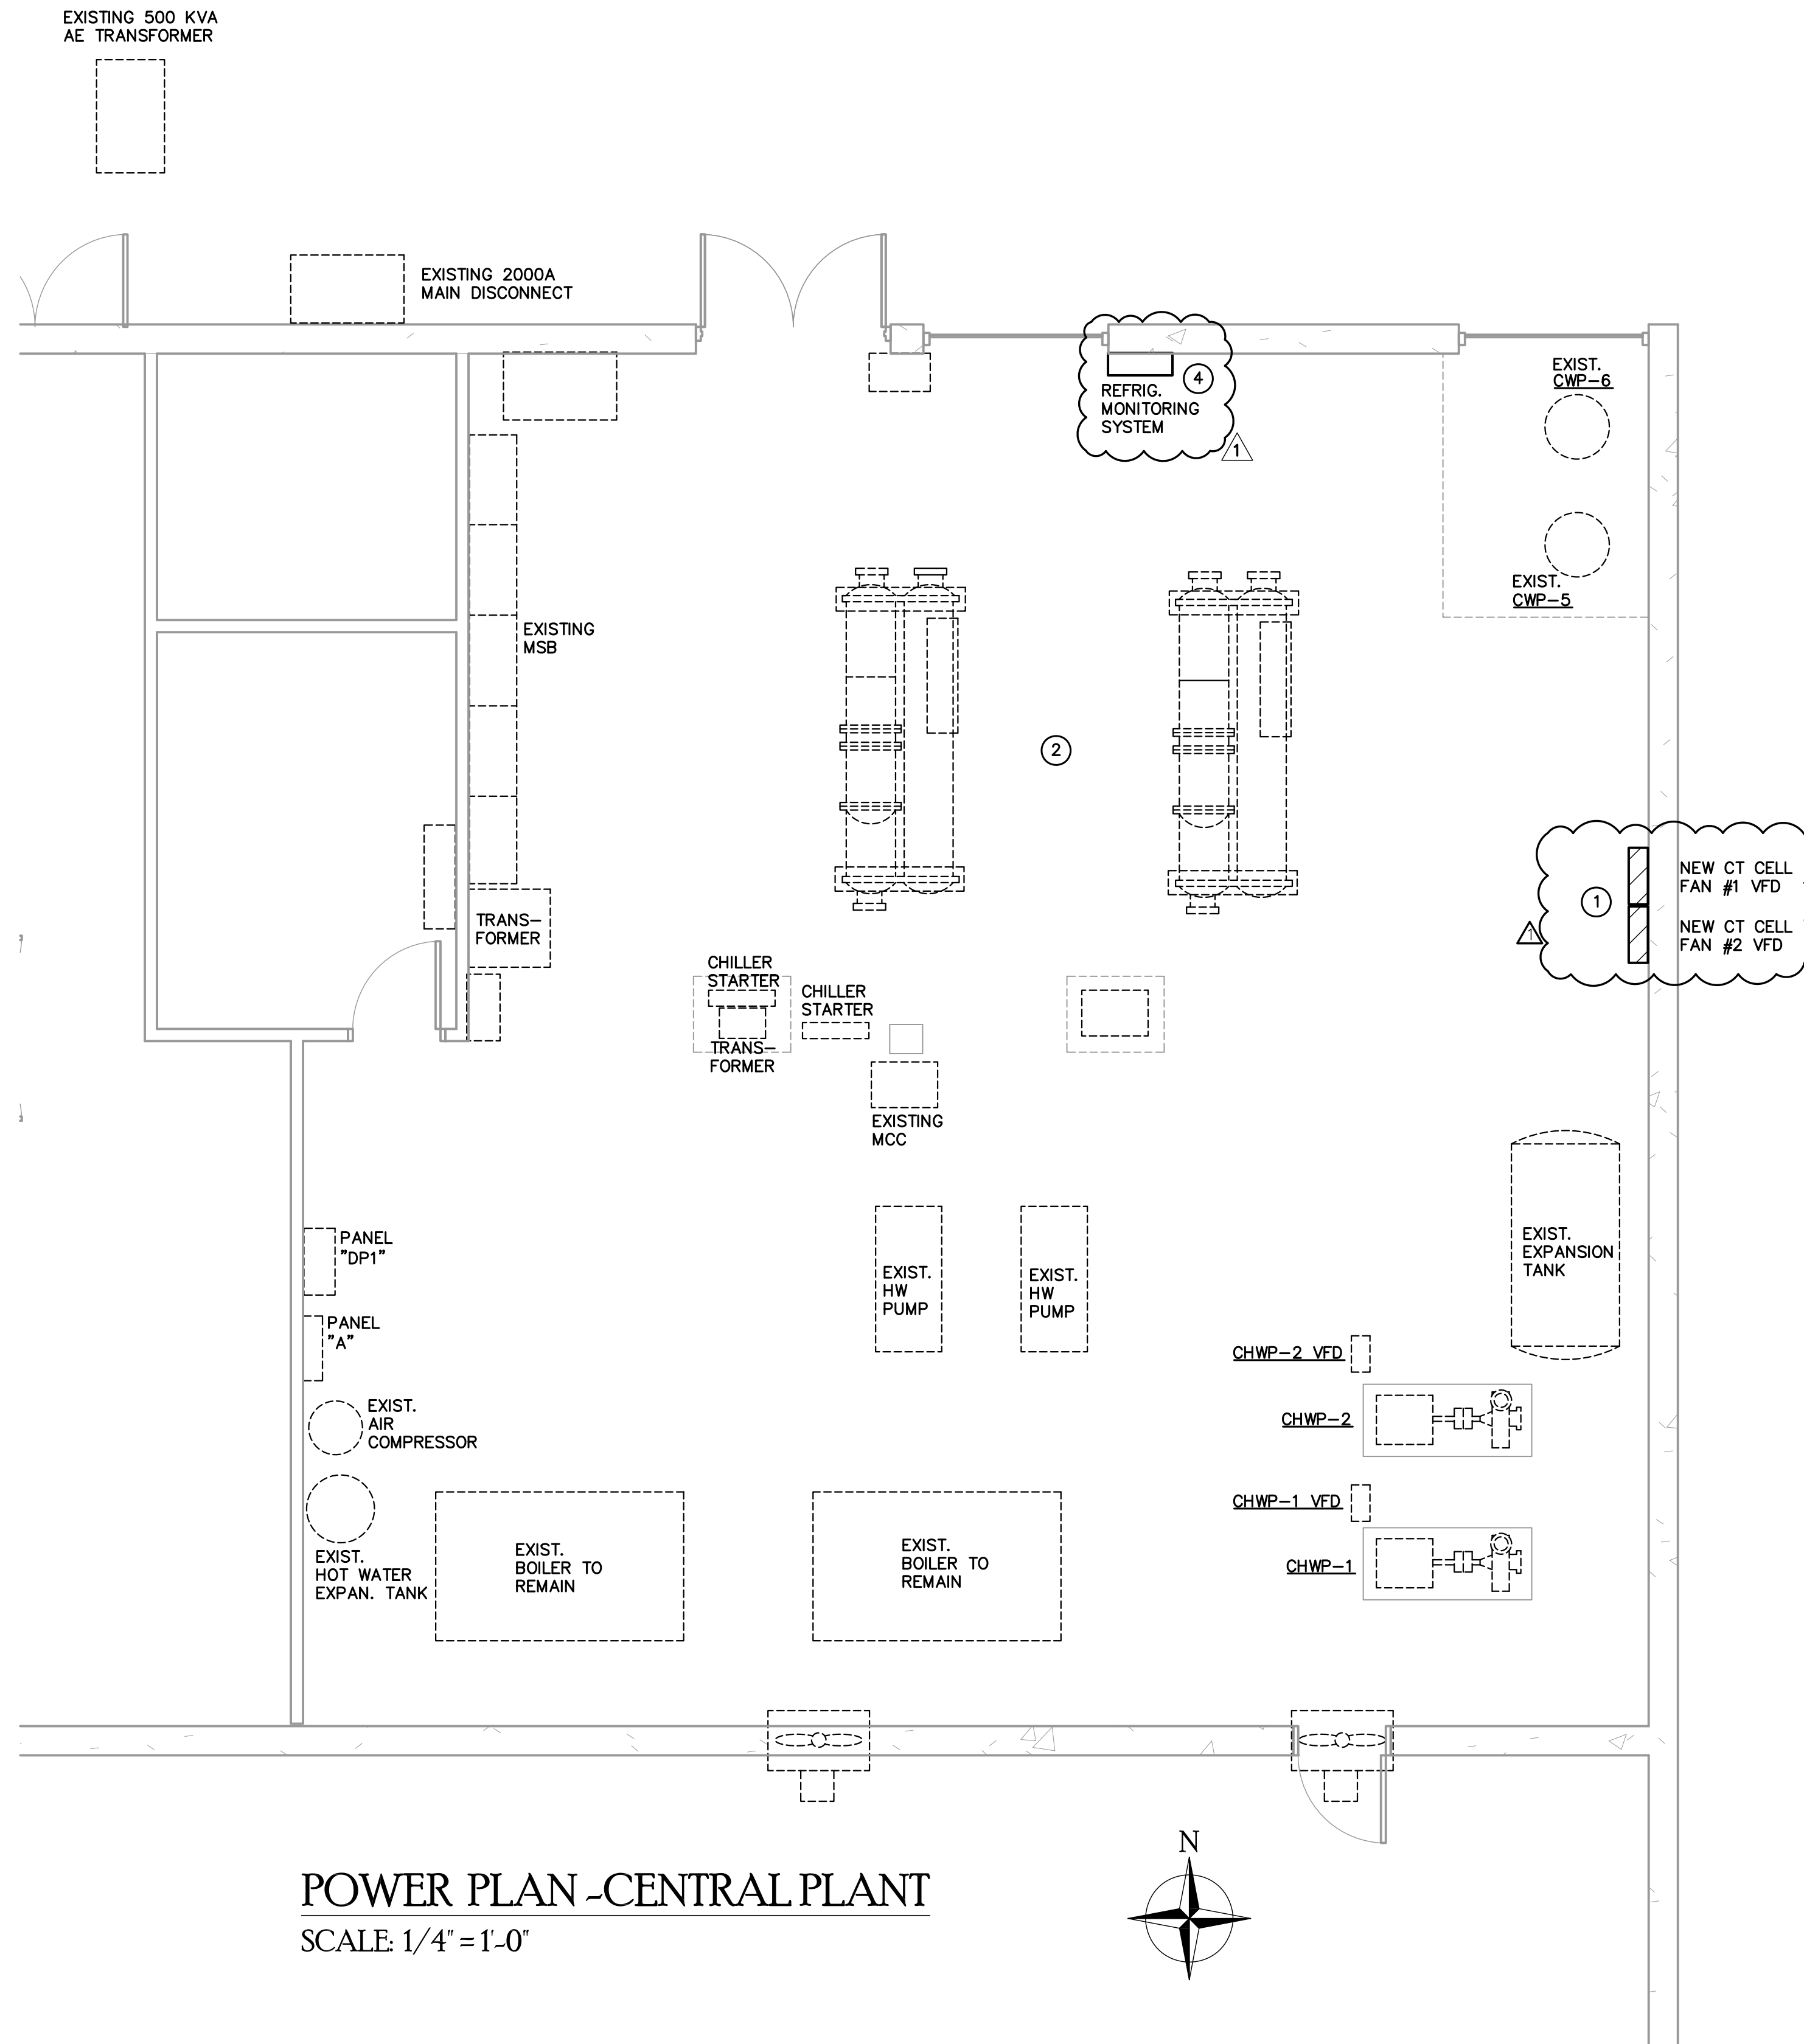 EXISTING 500 KVA
AE TRANSFORMER
EXISTING 2000A
MAIN DISCONNECT
REFRIG.
MONITORING
SYSTEM
4
1
EXIST.
CWP-6
EXIST.
CWP-5
EXISTING
MSB
2
1
NEW CT CELL
FAN #1 VFD
NEW CT CELL
FAN #2 VFD
1
TRANS-
FORMER
CHILLER
STARTER
CHILLER
STARTER
TRANS-
FORMER
EXISTING
MCC
PANEL
"DP1"
PANEL
"A"
EXIST.
HW
PUMP
EXIST.
HW
PUMP
EXIST.
EXPANSION
TANK
CHWP-2 VFD
CHWP-2
EXIST.
AIR
COMPRESSOR
CHWP-1 VFD
CHWP-1
EXIST.
HOT WATER
EXPAN. TANK
EXIST.
BOILER TO
REMAIN
EXIST.
BOILER TO
REMAIN
N
POWER PLAN -CENTRAL PLANT
SCALE: 1/4" = 1'-0"